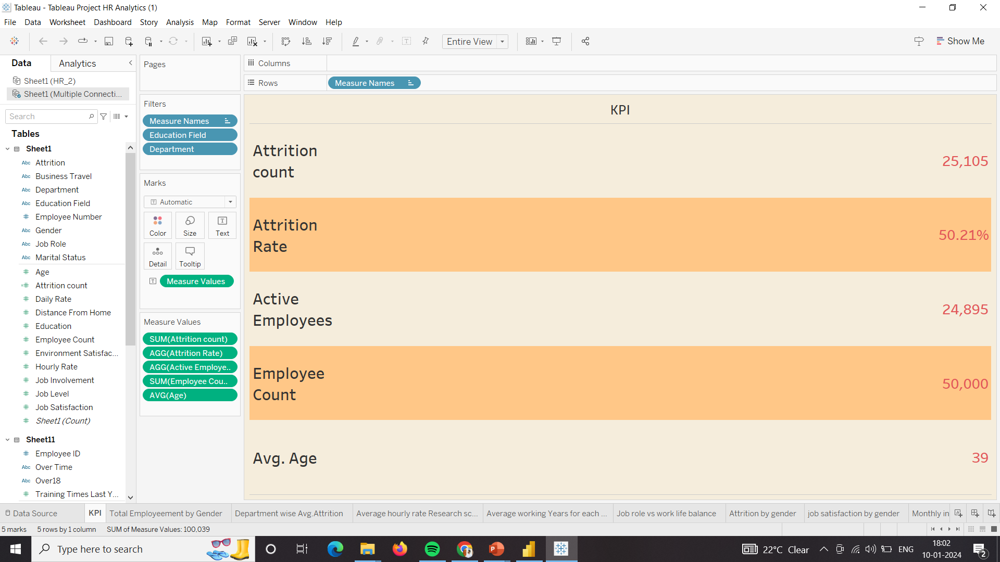 Tableau - Tableau Project HR Analytics (1)
File Data Worksheet Dashboard Story Analysis Map Format Server Window Help
Entire View
Show Me
Data Analytics
Sheet1 (HR_2)
Sheet1 (Multiple Connecti...
Search
Tables
Sheet1
Abc Attrition
Abc Business Travel
Abc Department
Abc Education Field
# Employee Number
Abc Gender
Abc Job Role
Abc Marital Status
# Age
=# Attrition count
# Daily Rate
# Distance From Home
# Education
# Employee Count
# Environment Satisfac...
# Hourly Rate
# Job Involvement
# Job Level
# Job Satisfaction
# Sheet1 (Count)
Sheet11
# Employee ID
Abc Over Time
Abc Over18
# Training Times Last Y...
Pages
Filters
Measure Names
Education Field
Department
Marks
T Automatic
Color Size Text
Detail Tooltip
T Measure Values
Measure Values
SUM(Attrition count)
AGG(Attrition Rate)
AGG(Active Employe..
SUM(Employee Cou..
AVG(Age)
Columns
Rows Measure Names
KPI
Attrition
count
25,105
Attrition
Rate
50.21%
Active
Employees
24,895
Employee
Count
50,000
Avg. Age
39
Data Source KPI Total Employeement by Gender Department wise Avg.Attrition Average hourly rate Research sc... Average working Years for each ... Job role vs work life balance Attrition by gender job satisfaction by gender Monthly in
5 marks 5 rows by 1 column SUM of Measure Values: 100,039
Type here to search
22°C Clear
ENG
18:02
10-01-2024
2